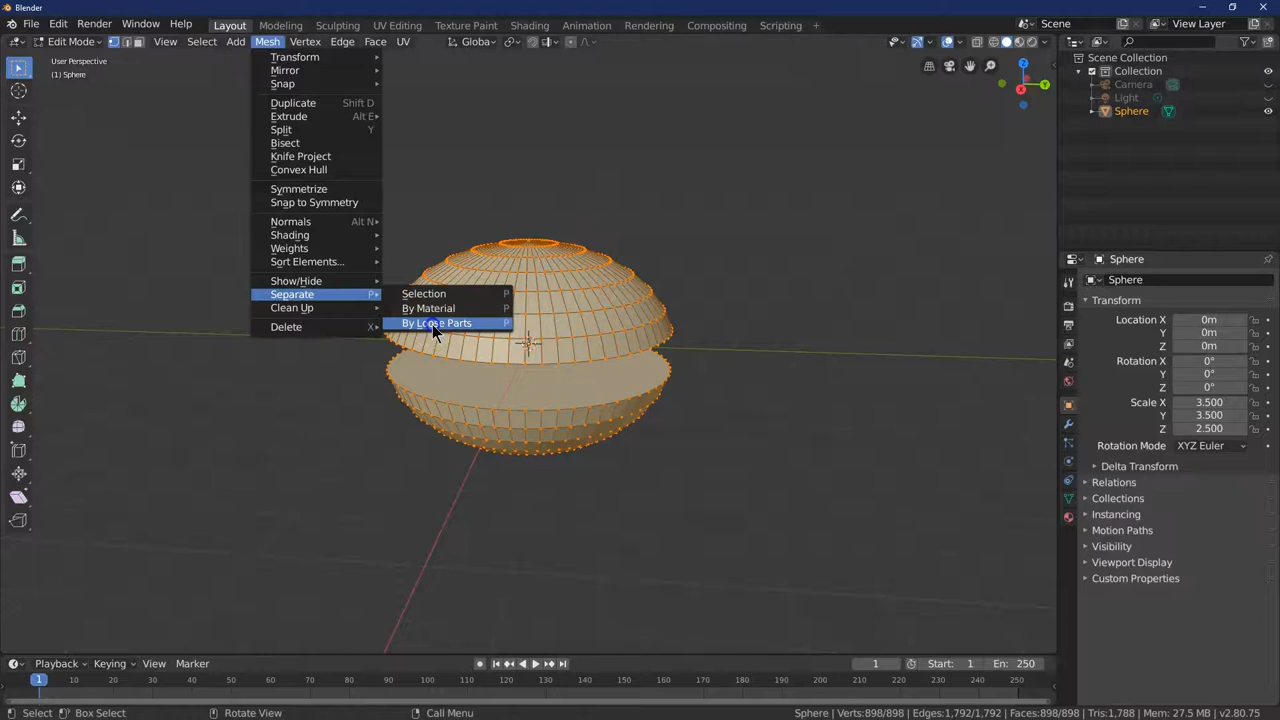 Blender
File Edit Render Window Help Layout Modeling Sculpting UV Editing Texture Paint Shading Animation Rendering Compositing Scripting + Scene View Layer
Edit Mode View Select Add Mesh Vertex Edge Face UV Globa
User Perspective
(1) Sphere
Transform
Mirror
Snap
Duplicate Shift D
Extrude Alt E
Split Y
Bisect
Knife Project
Convex Hull
Symmetrize
Snap to Symmetry
Normals Alt N
Shading
Weights
Sort Elements...
Show/Hide
Separate P
Clean Up
Delete X
Selection P
By Material P
By Loose Parts P
Z
Y
X
Scene Collection
Collection
Camera
Light
Sphere
Sphere
Sphere
Transform
Location X 0m
Y 0m
Z 0m
Rotation X 0°
Y 0°
Z 0°
Scale X 3.500
Y 3.500
Z 2.500
Rotation Mode XYZ Euler
Delta Transform
Relations
Collections
Instancing
Motion Paths
Visibility
Viewport Display
Custom Properties
Playback Keying View Marker 1 Start: 1 En: 250
1 10 20 30 40 50 60 70 80 90 100 110 120 130 140 150 160 170 180 190 200 210 220 230 240 250
Select Box Select Rotate View Call Menu Sphere | Verts:898/898 | Edges:1,792/1,792 | Faces:898/898 | Tris:1,788 | Mem: 27.5 MB | v2.80.75